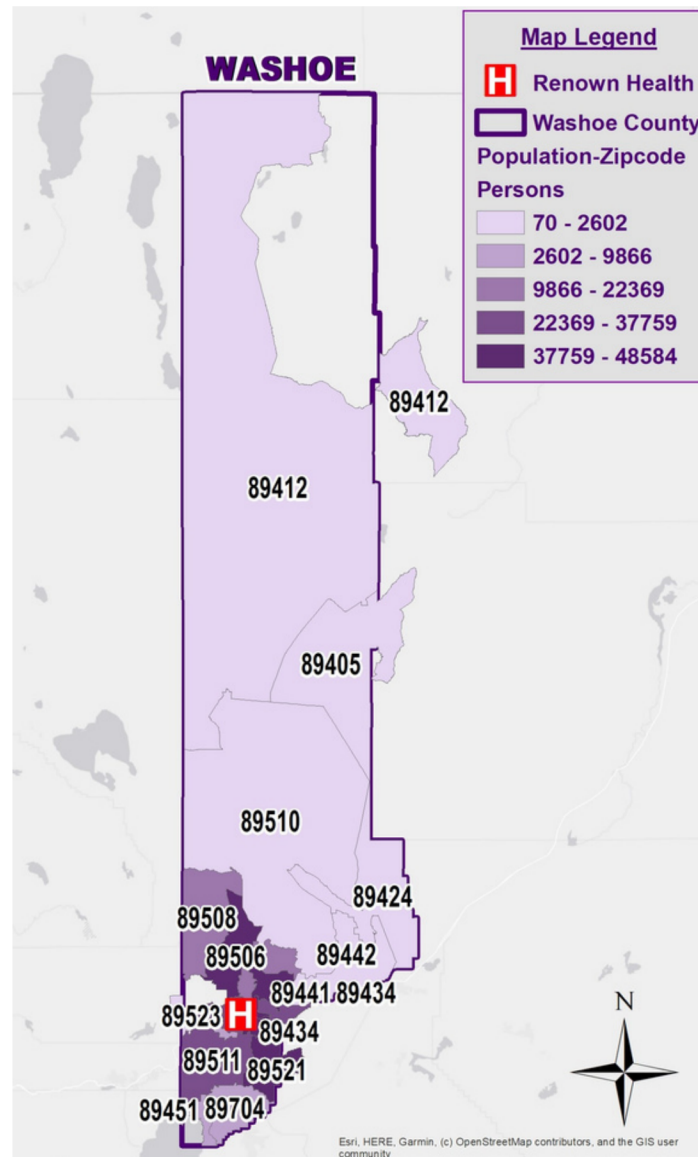 WASHOE
Map Legend
H Renown Health
Washoe County
Population-Zipcode
Persons
70 - 2602
2602 - 9866
9866 - 22369
22369 - 37759
37759 - 48584
89412
89412
89405
89510
89424
89508
89506
89442
89441 89434
89523 H
89434
89511
89521
89451 89704
N
Esri, HERE, Garmin, (c) OpenStreetMap contributors, and the GIS user
community